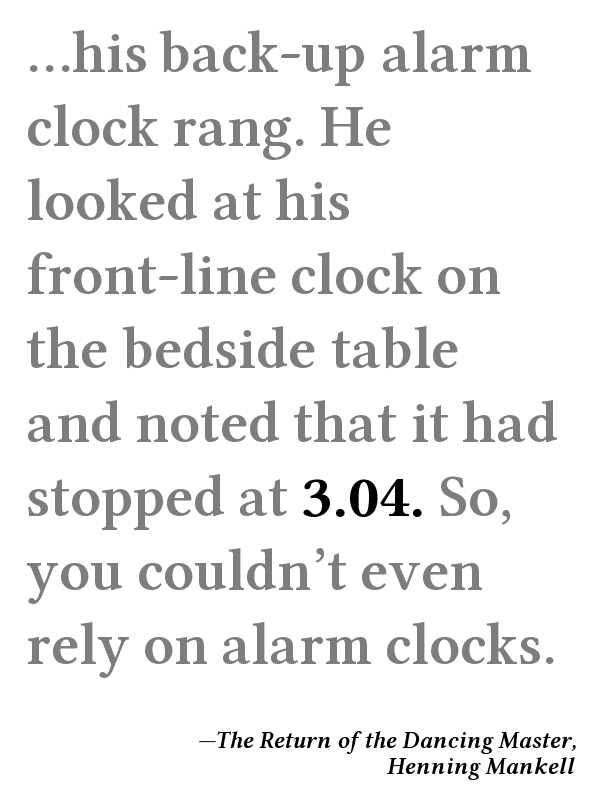 …his back-up alarm
clock rang. He
looked at his
front-line clock on
the bedside table
and noted that it had
stopped at 3.04. So,
you couldn’t even
rely on alarm clocks.
—The Return of the Dancing Master,
Henning Mankell